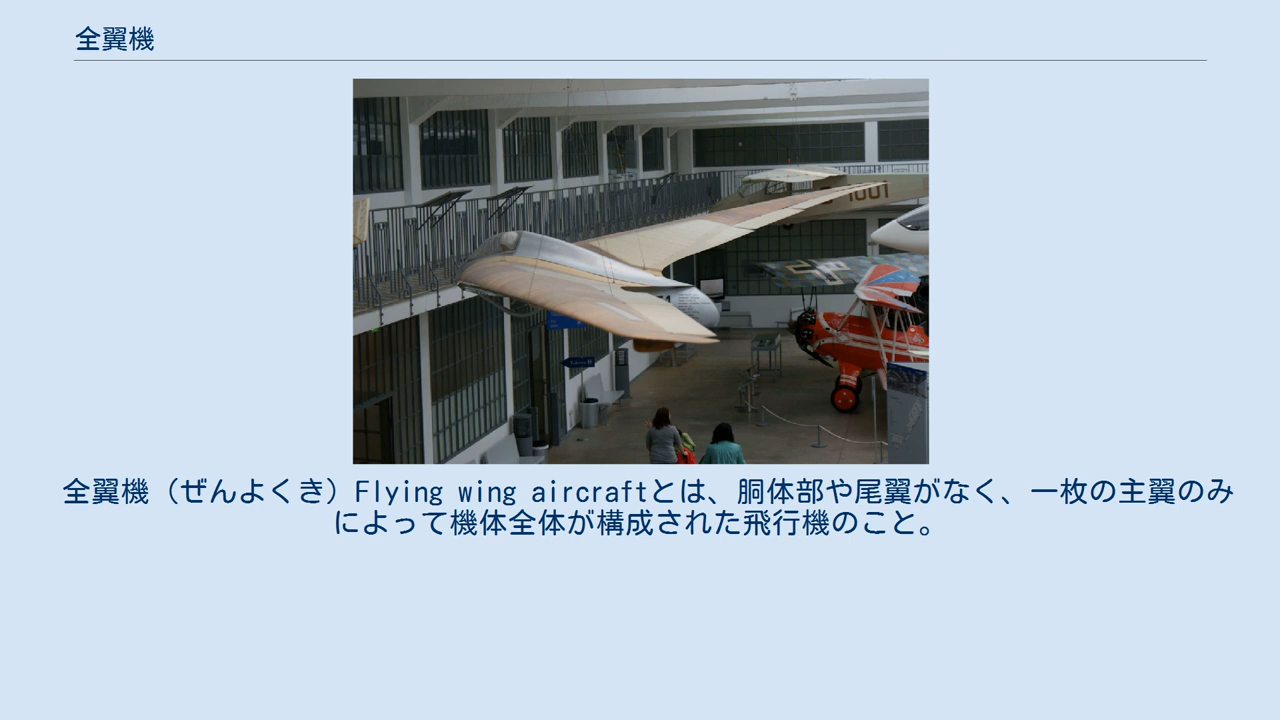 全翼機
1001
全翼機（ぜんよくき）Flying wing aircraftとは、胴体部や尾翼がなく、一枚の主翼のみ
によって機体全体が構成された飛行機のこと。